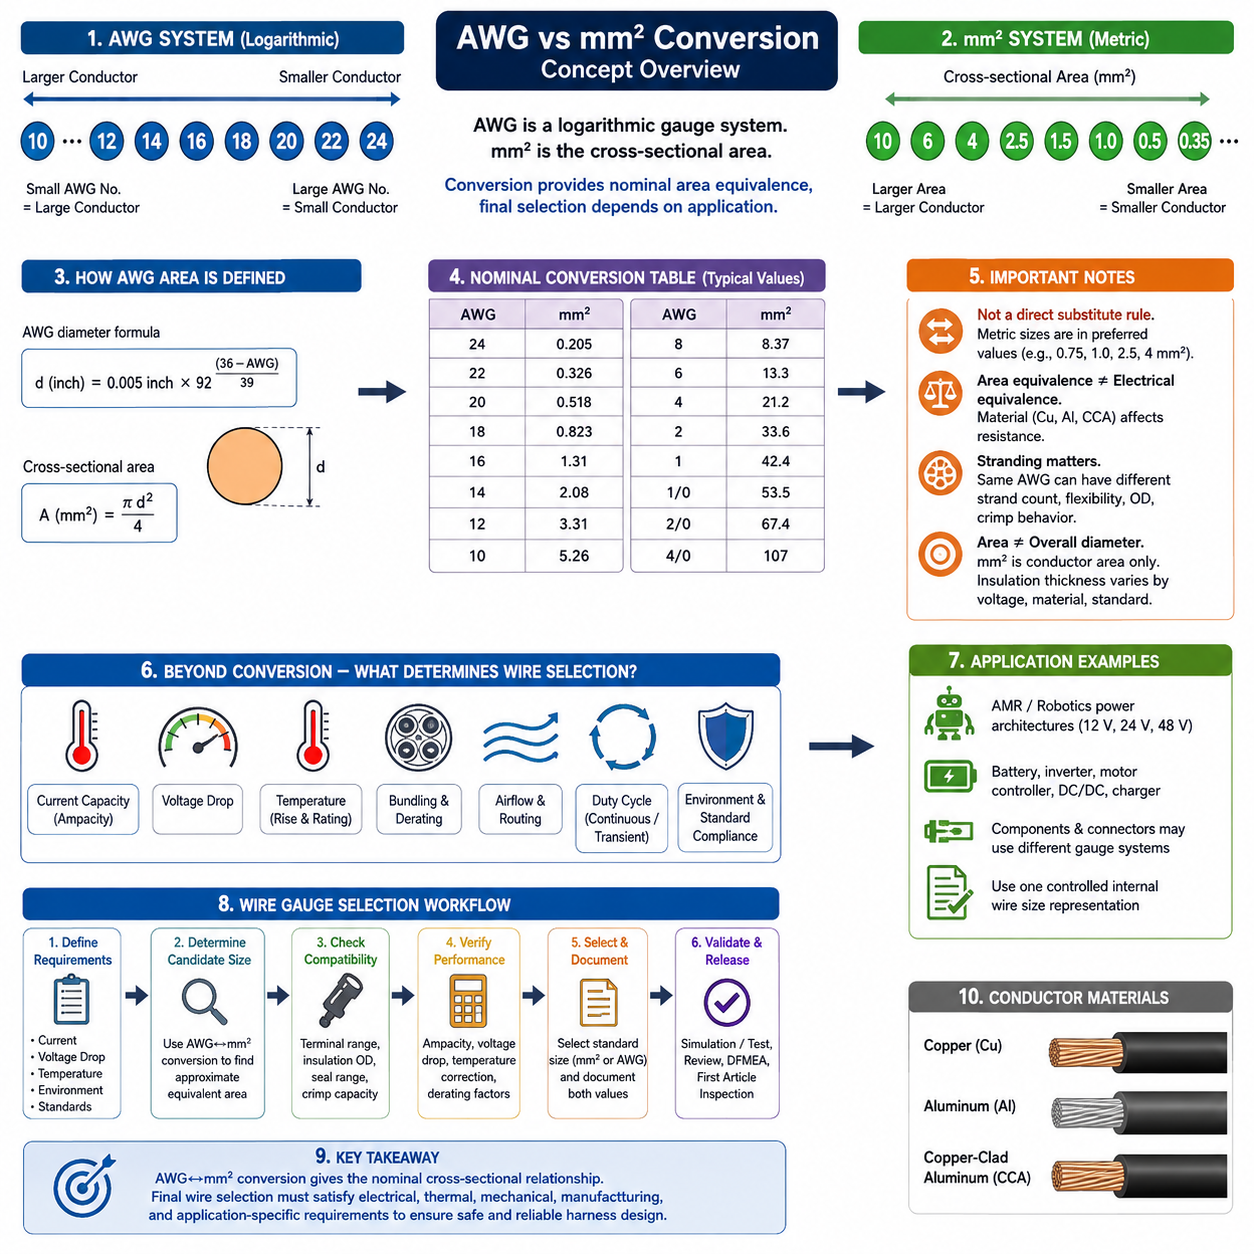 AWG vs mm² Conversion
Concept Overview
AWG is a logarithmic gauge system.
mm² is the cross-sectional area.
Conversion provides nominal area equivalence,
final selection depends on application.
1. AWG SYSTEM (Logarithmic)
Larger Conductor Smaller Conductor
10 ... 12 14 16 18 20 22 24
Small AWG No. Large AWG No.
= Large Conductor = Small Conductor
2. mm² SYSTEM (Metric)
Cross-sectional Area (mm²)
10 6 4 2.5 1.5 1.0 0.5 0.35 ...
Larger Area Smaller Area
= Larger Conductor = Smaller Conductor
3. HOW AWG AREA IS DEFINED
AWG diameter formula
d (inch) = 0.005 inch × 92 (36 – AWG) / 39
Cross-sectional area
A (mm²) = π d² / 4
d
4. NOMINAL CONVERSION TABLE (Typical Values)
AWG mm² AWG mm²
24 0.205 8 8.37
22 0.326 6 13.3
20 0.518 4 21.2
18 0.823 2 33.6
16 1.31 1 42.4
14 2.08 1/0 53.5
12 3.31 2/0 67.4
10 5.26 4/0 107
5. IMPORTANT NOTES
Not a direct substitute rule.
Metric sizes are in preferred
values (e.g., 0.75, 1.0, 2.5, 4 mm²).
Area equivalence ≠ Electrical
equivalence.
Material (Cu, Al, CCA) affects
resistance.
Stranding matters.
Same AWG can have different
strand count, flexibility, OD,
crimp behavior.
Area ≠ Overall diameter.
mm² is conductor area only.
Insulation thickness varies by
voltage, material, standard.
6. BEYOND CONVERSION — WHAT DETERMINES WIRE SELECTION?
Current Capacity
(Ampacity)
Voltage Drop
Temperature
(Rise & Rating)
Bundling &
Derating
Airflow &
Routing
Duty Cycle
(Continuous /
Transient)
Environment &
Standard
Compliance
7. APPLICATION EXAMPLES
AMR / Robotics power
architectures (12 V, 24 V, 48 V)
Battery, inverter, motor
controller, DC/DC, charger
Components & connectors may
use different gauge systems
Use one controlled internal
wire size representation
8. WIRE GAUGE SELECTION WORKFLOW
1. Define
Requirements
• Current
• Voltage Drop
• Temperature
• Environment
• Standards
2. Determine
Candidate Size
Use AWG↔mm²
conversion to find
approximate
equivalent area
3. Check
Compatibility
Terminal range,
insulation OD,
seal range,
crimp capacity
4. Verify
Performance
Ampacity, voltage
drop, temperature
correction,
derating factors
5. Select &
Document
Select standard
size (mm² or AWG)
and document
both values
6. Validate &
Release
Simulation / Test,
Review, DFMEA,
First Article
Inspection
9. KEY TAKEAWAY
AWG↔mm² conversion gives the nominal cross-sectional relationship.
Final wire selection must satisfy electrical, thermal, mechanical, manufactturing,
and application-specific requirements to ensure safe and reliable harness design.
10. CONDUCTOR MATERIALS
Copper (Cu)
Aluminum (Al)
Copper-Clad
Aluminum (CCA)